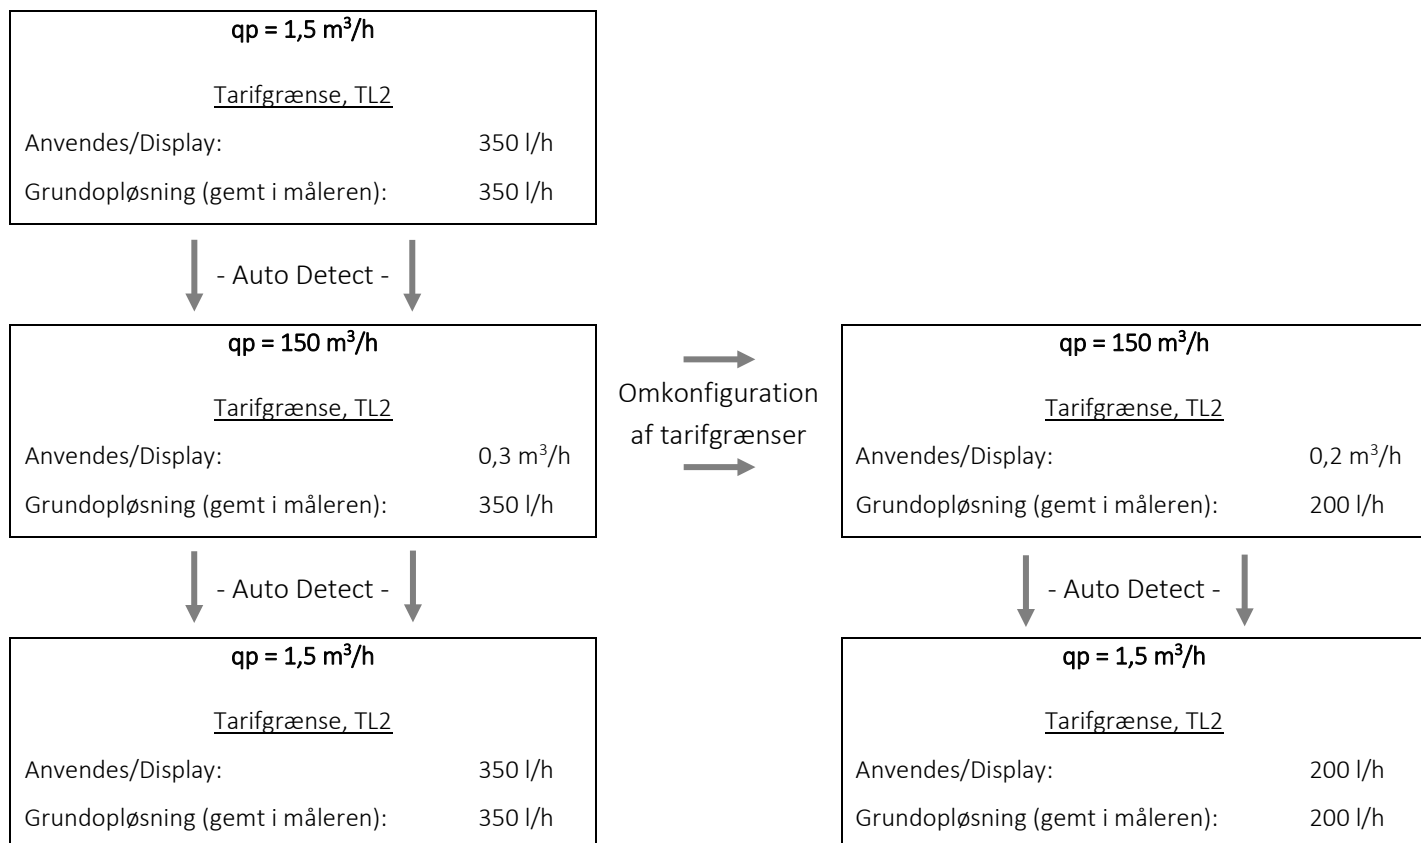 qp = 1,5 m³/h
Tarifgrænse, TL2
Anvendes/Display: 350 l/h
Grundopløsning (gemt i måleren): 350 l/h
- Auto Detect -
qp = 150 m³/h
Tarifgrænse, TL2
Anvendes/Display: 0,3 m³/h
Grundopløsning (gemt i måleren): 350 l/h
Omkonfiguration
af tarifgrænser
qp = 150 m³/h
Tarifgrænse, TL2
Anvendes/Display: 0,2 m³/h
Grundopløsning (gemt i måleren): 200 l/h
- Auto Detect -
- Auto Detect -
qp = 1,5 m³/h
Tarifgrænse, TL2
Anvendes/Display: 350 l/h
Grundopløsning (gemt i måleren): 350 l/h
qp = 1,5 m³/h
Tarifgrænse, TL2
Anvendes/Display: 200 l/h
Grundopløsning (gemt i måleren): 200 l/h